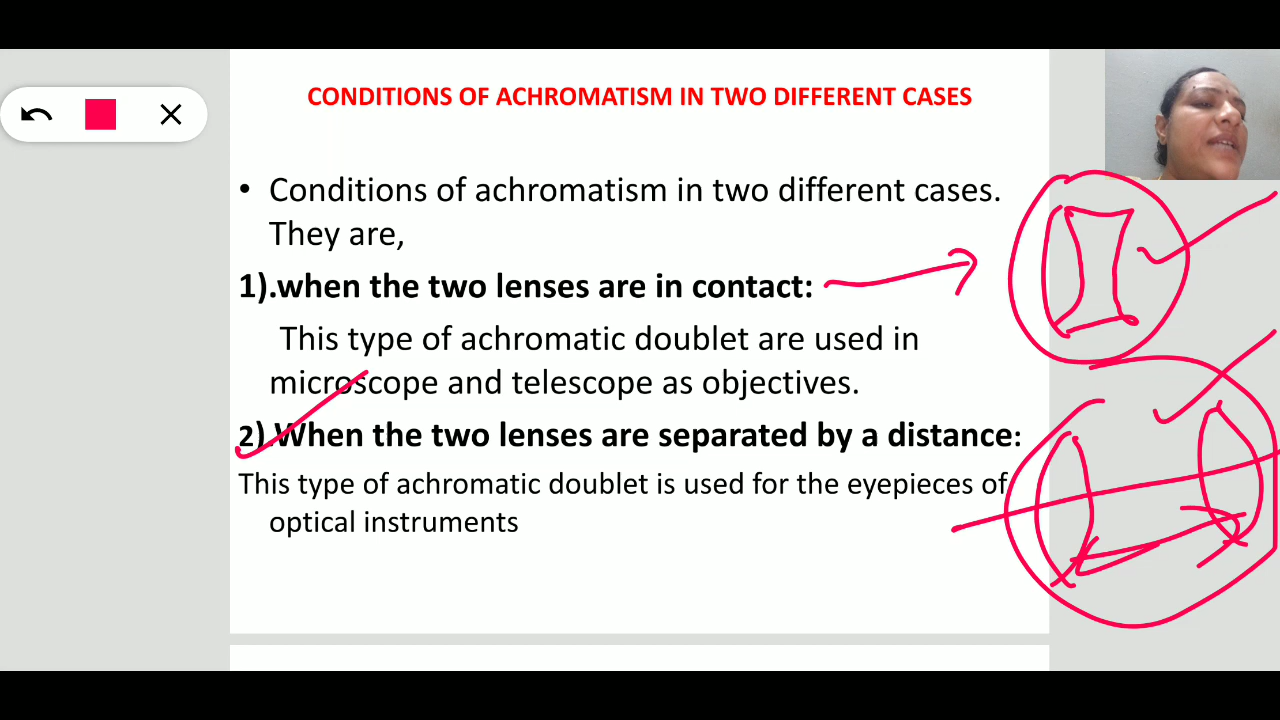 CONDITIONS OF ACHROMATISM IN TWO DIFFERENT CASES
• Conditions of achromatism in two different cases.
They are,
1).when the two lenses are in contact:
This type of achromatic doublet are used in
microscope and telescope as objectives.
2).When the two lenses are separated by a distance:
This type of achromatic doublet is used for the eyepieces of
optical instruments